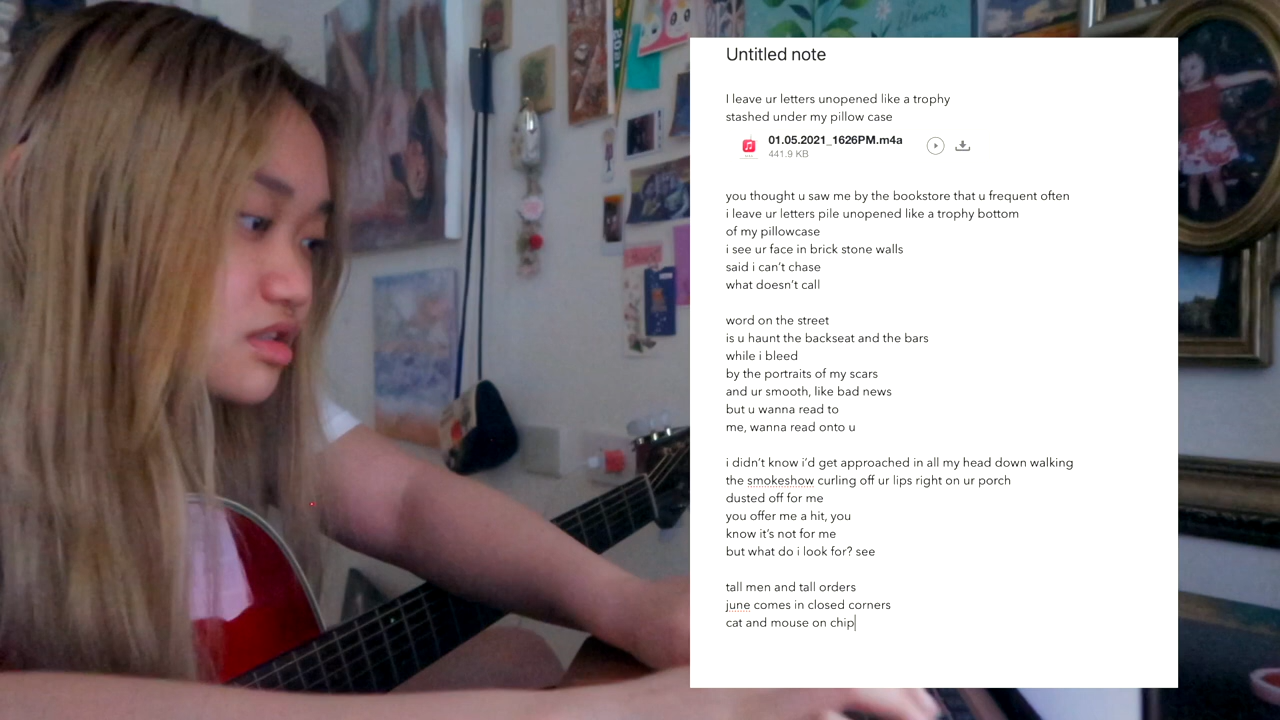 Untitled note
I leave ur letters unopened like a trophy
stashed under my pillow case
01.05.2021_1626PM.m4a
441.9 KB
you thought u saw me by the bookstore that u frequent often
i leave ur letters pile unopened like a trophy bottom
of my pillowcase
i see ur face in brick stone walls
said i can't chase
what doesn't call
word on the street
is u haunt the backseat and the bars
while i bleed
by the portraits of my scars
and ur smooth, like bad news
but u wanna read to
me, wanna read onto u
i didn't know i'd get approached in all my head down walking
the smokeshow curling off ur lips right on ur porch
dusted off for me
you offer me a hit, you
know it's not for me
but what do i look for? see
tall men and tall orders
june comes in closed corners
cat and mouse on chip
2021